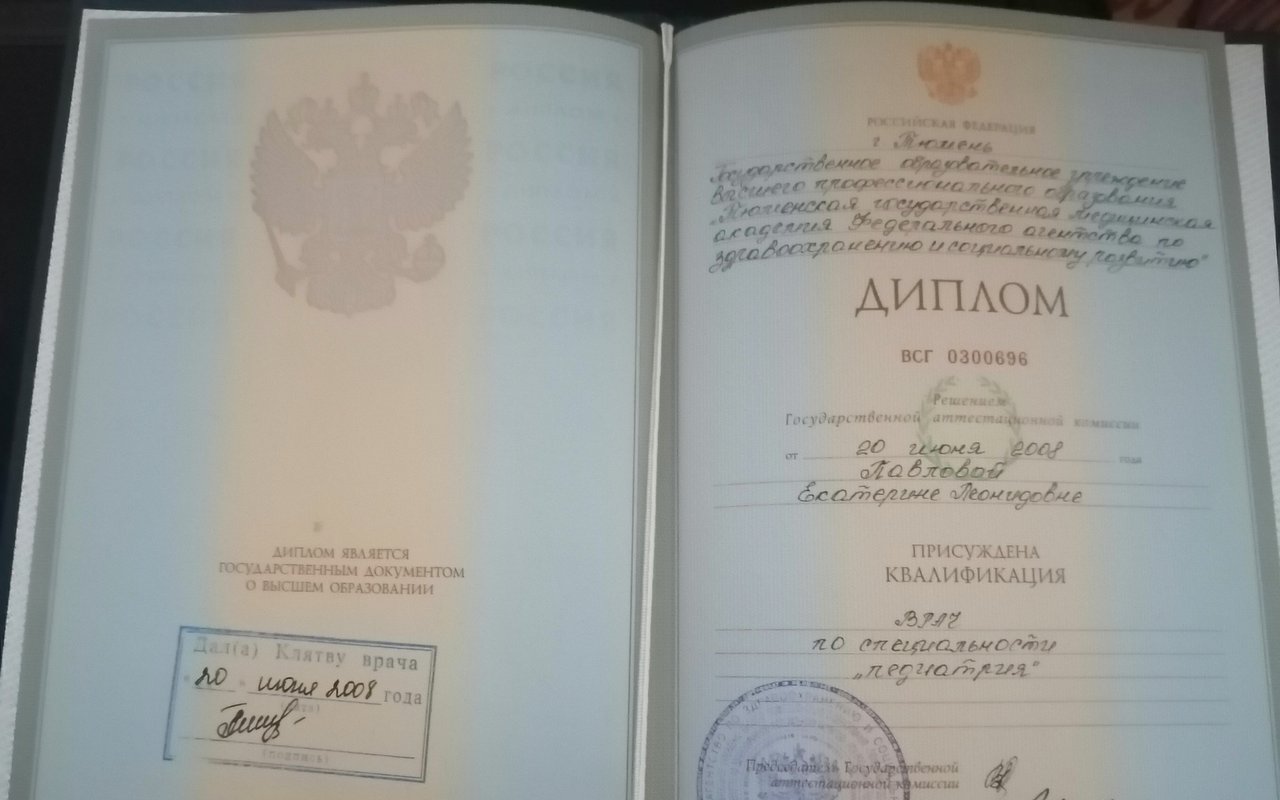 ДИПЛОМ ЯВЛЯЕТСЯ
ГОСУДАРСТВЕННЫМ ДОКУМЕНТОМ
О ВЫСШЕМ ОБРАЗОВАНИИ
Дал(а) Клятву врача
"20" июня 2008 года
(дата)
(подпись)
РОССИЙСКАЯ ФЕДЕРАЦИЯ
г Тюмень
Государственное образовательное учреждение
высшего профессионального образования
„Тюменская государственная медицинская
академия Федерального агентства по
здравоохранению и социальному развитию"
ДИПЛОМ
ВСГ 0300696
Решением
Государственной аттестационной комиссии
от 20 июня 2008 года
Павловой
Екатерине Леонидовне
ПРИСУЖДЕНА
КВАЛИФИКАЦИЯ
ВРАЧ
по специальности
„педиатрия"
Председатель Государственной
аттестационной комиссии